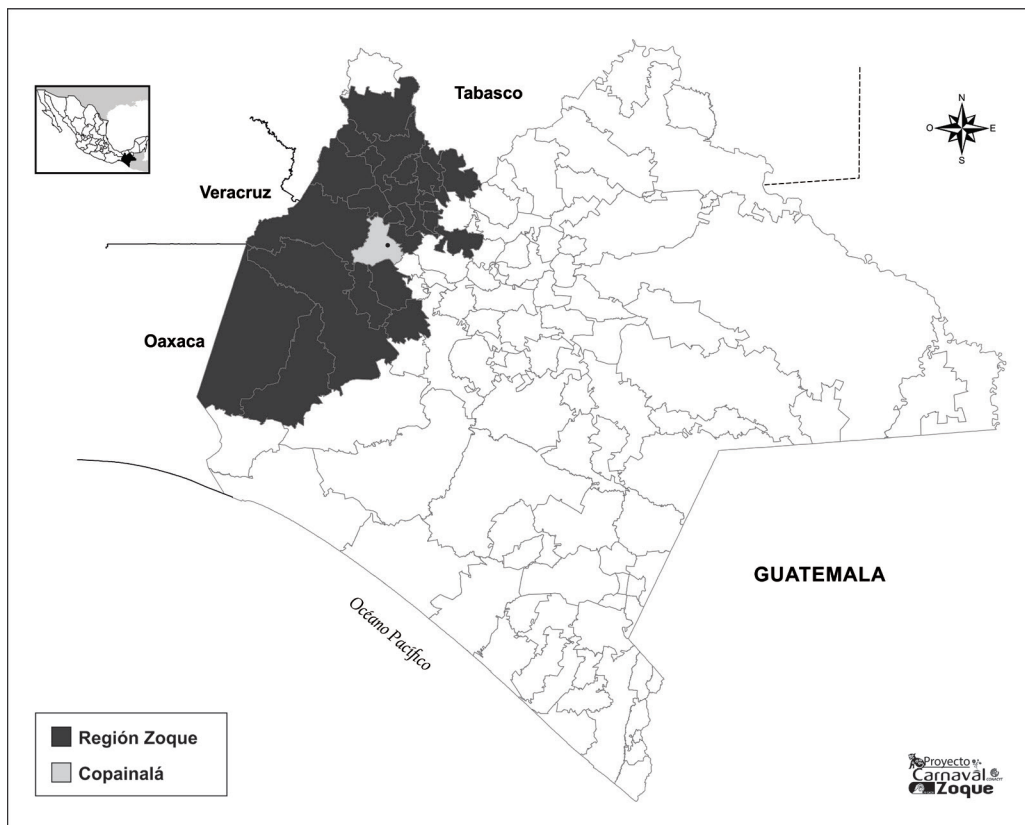 Tabasco
N
O
E
S
Veracruz
Oaxaca
GUATEMALA
Océano Pacífico
Región Zoque
Copainalá
Proyecto
Carnaval
Zoque